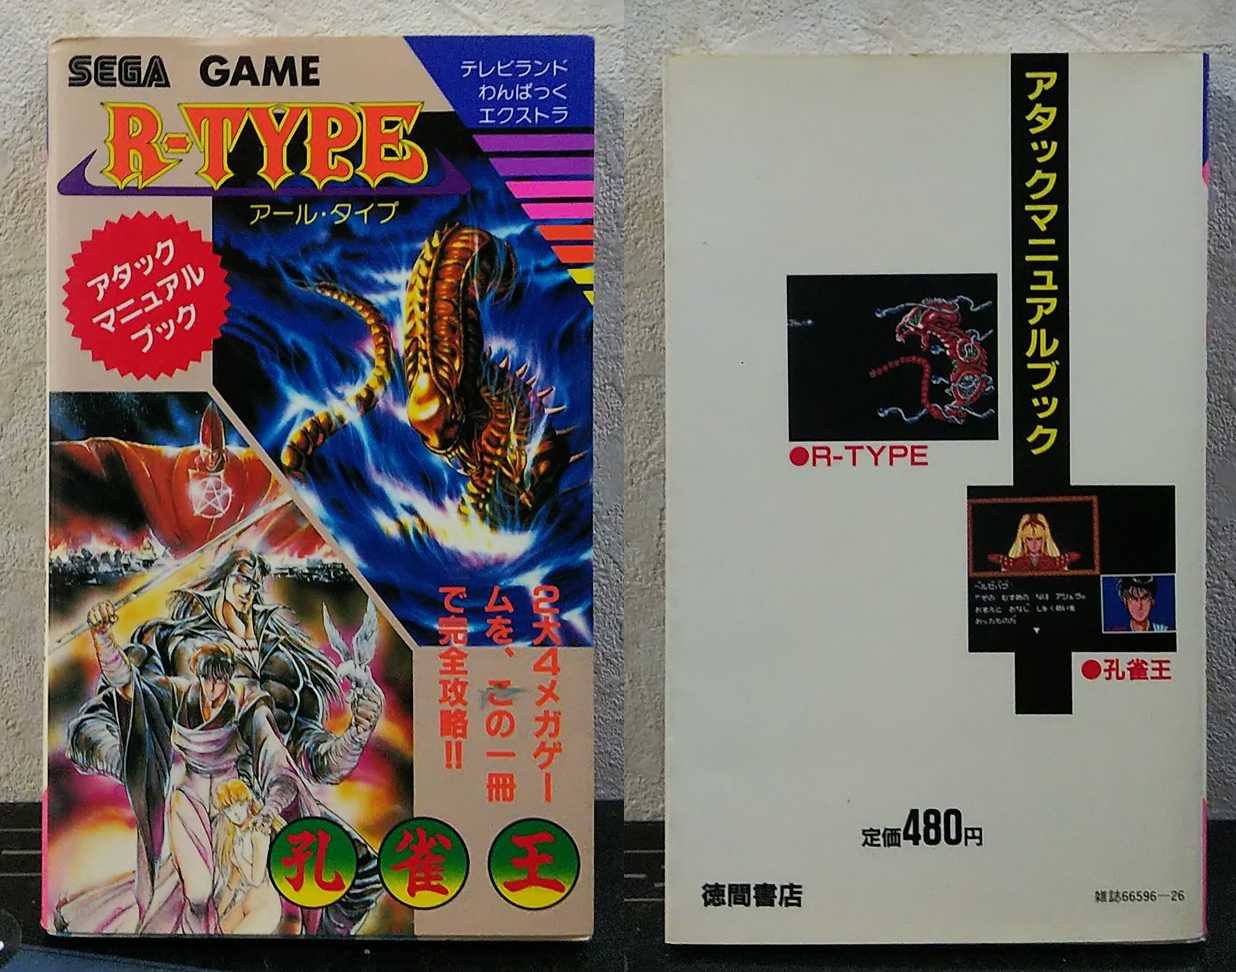 SEGA GAME
テレビランド
わんぱっく
エクストラ
R-TYPE
アール・タイプ
アタック
マニュアル
ブック
2大4メガゲー
ムを、この一冊
で完全攻略!!
孔雀王
アタックマニュアルブック
●R-TYPE
●孔雀王
定価480円
徳間書店
雑誌66596-26